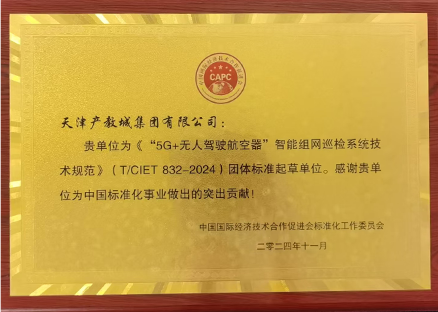 CAPC
天津产教城集团有限公司：
贵单位为《“5G+无人驾驶航空器”智能组网巡检系统技
术规范》（T/CIET 832-2024）团体标准起草单位。感谢贵单
位为中国标准化事业做出的突出贡献！
中国国际经济技术合作促进会标准化工作委员会
二零二四年十一月